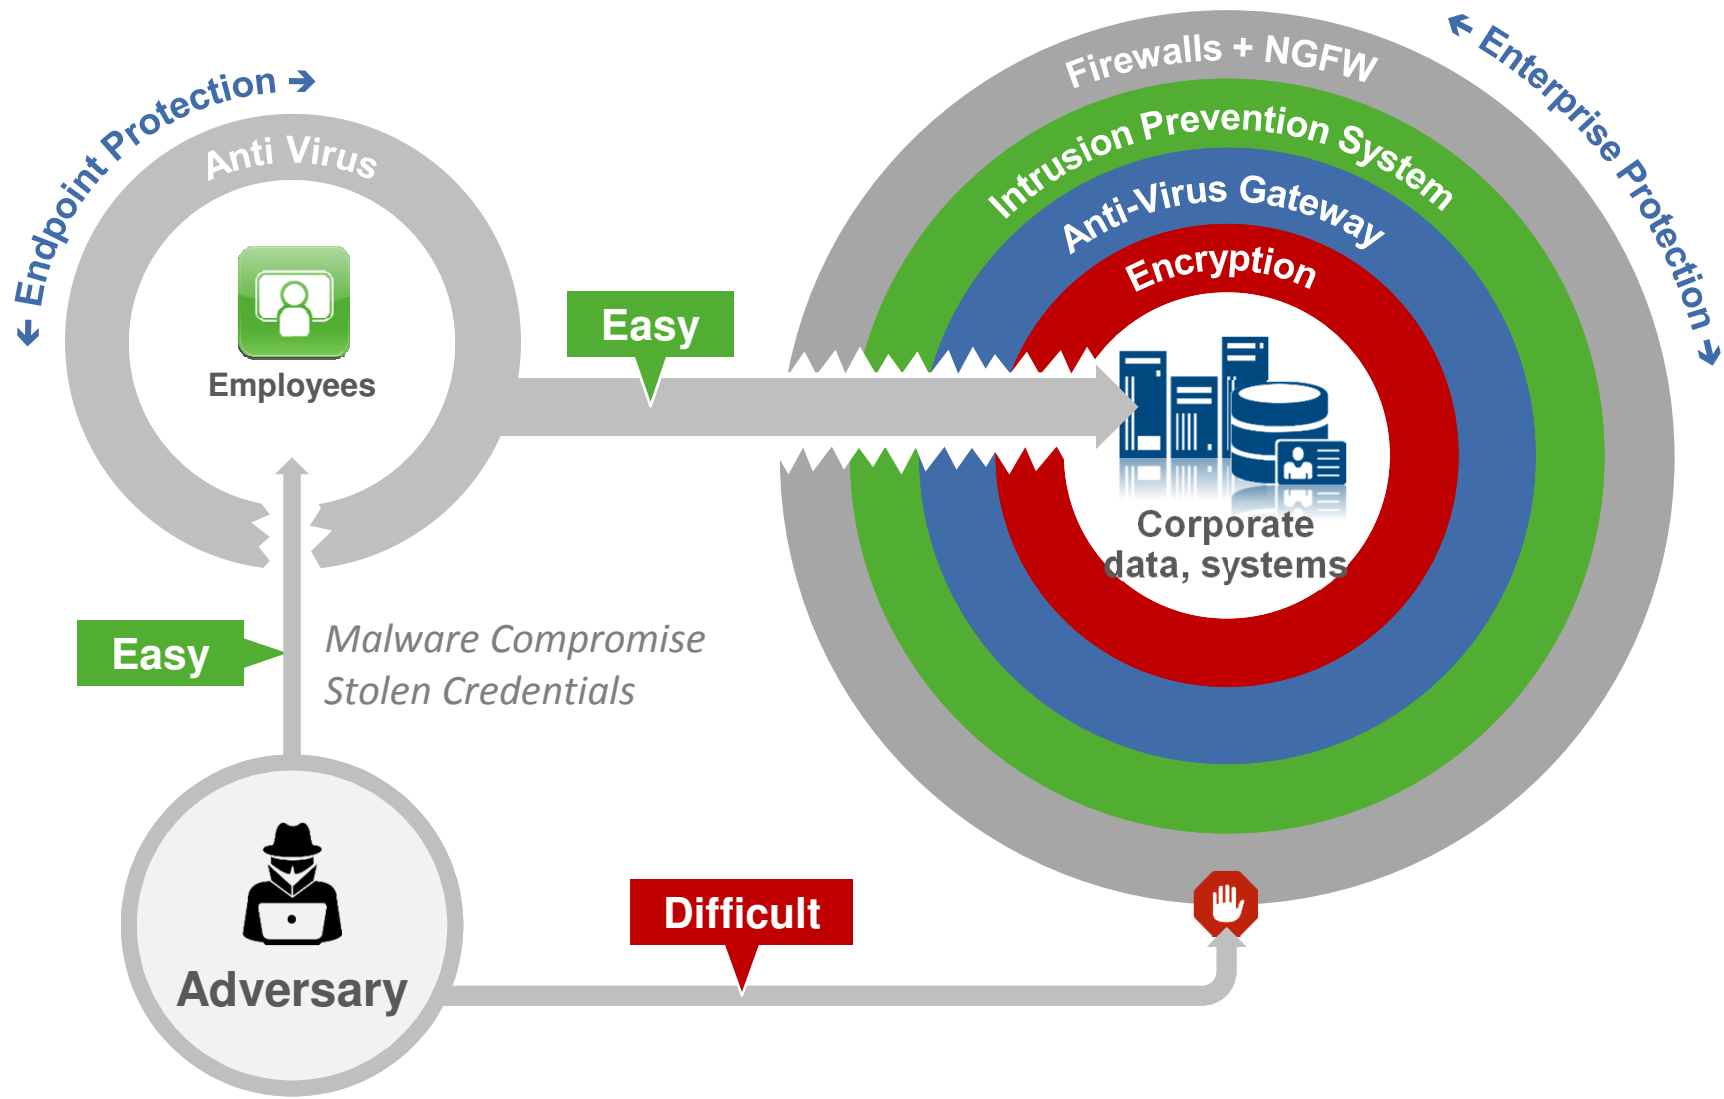 ← Endpoint Protection →
Anti Virus
Employees
Easy
← Enterprise Protection →
Firewalls + NGFW
Intrusion Prevention System
Anti-Virus Gateway
Encryption
Corporate
data, systems
Easy
Malware Compromise
Stolen Credentials
Difficult
Adversary